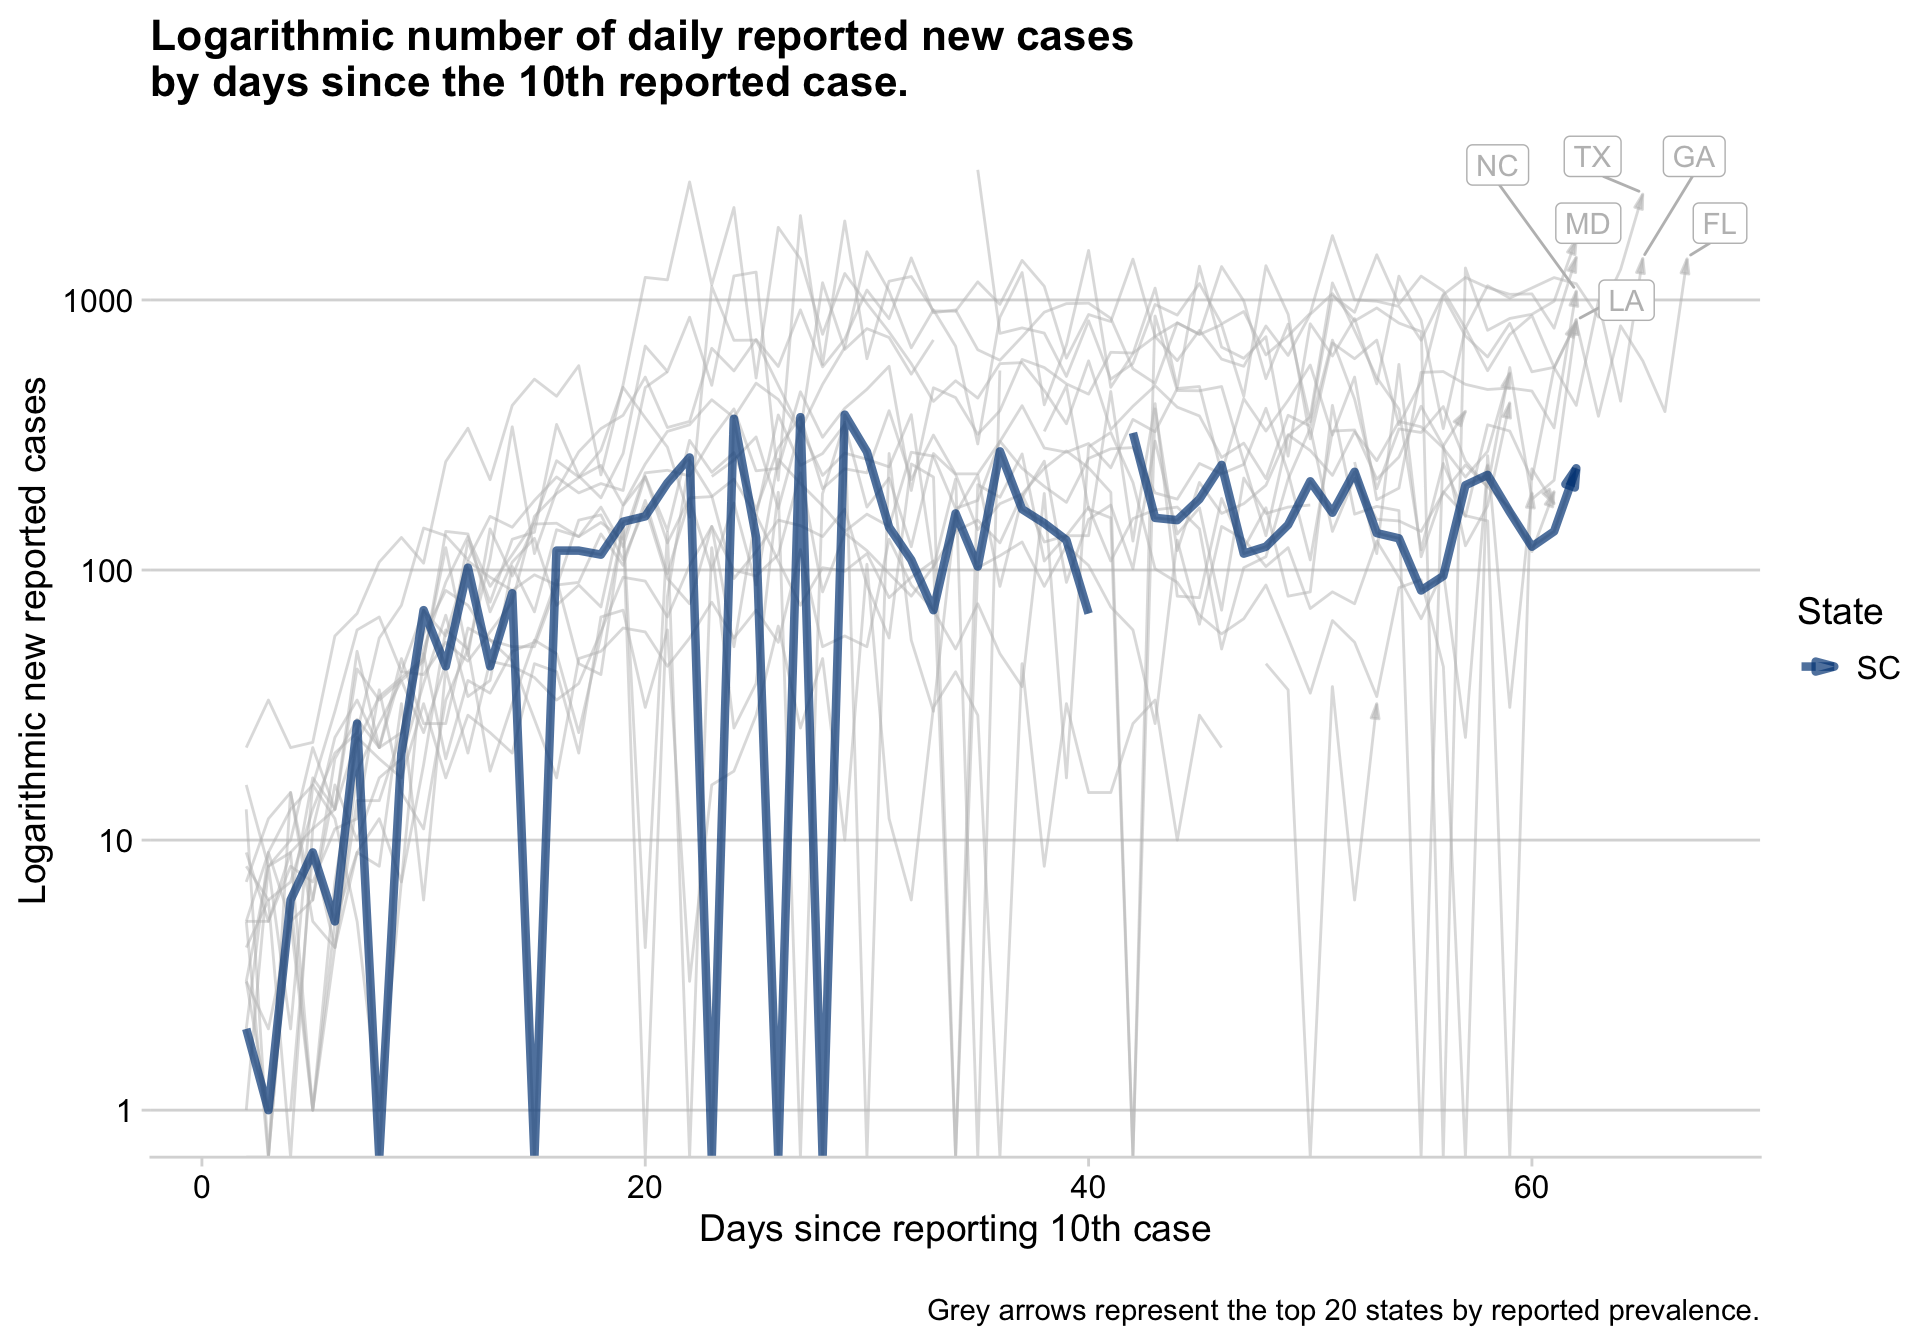 Logarithmic number of daily reported new cases
by days since the 10th reported case.
NC
TX
GA
MD
FL
LA
1000
100
10
1
Logarithmic new reported cases
0
20
40
60
Days since reporting 10th case
State
SC
Grey arrows represent the top 20 states by reported prevalence.